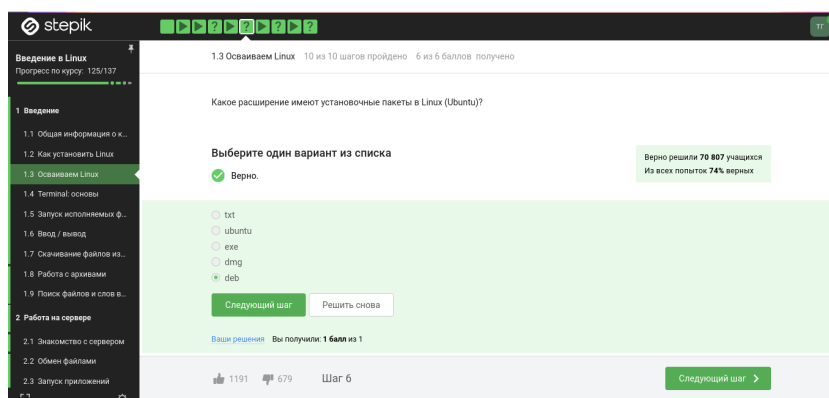 stepik
ТГ
Введение в Linux
Прогресс по курсу: 125/137
1 Введение
1.1 Общая информация о к...
1.2 Как установить Linux
1.3 Осваиваем Linux
1.4 Terminal: основы
1.5 Запуск исполняемых ф...
1.6 Ввод / вывод
1.7 Скачивание файлов из...
1.8 Работа с архивами
1.9 Поиск файлов и слов в...
2 Работа на сервере
2.1 Знакомство с сервером
2.2 Обмен файлами
2.3 Запуск приложений
1.3 Осваиваем Linux 10 из 10 шагов пройдено 6 из 6 баллов получено
Какое расширение имеют установочные пакеты в Linux (Ubuntu)?
Выберите один вариант из списка
Верно.
Верно решили 70 807 учащихся
Из всех попыток 74% верных
txt
ubuntu
exe
dmg
deb
Следующий шаг Решить снова
Ваши решения Вы получили: 1 балл из 1
1191 679 Шаг 6 Следующий шаг